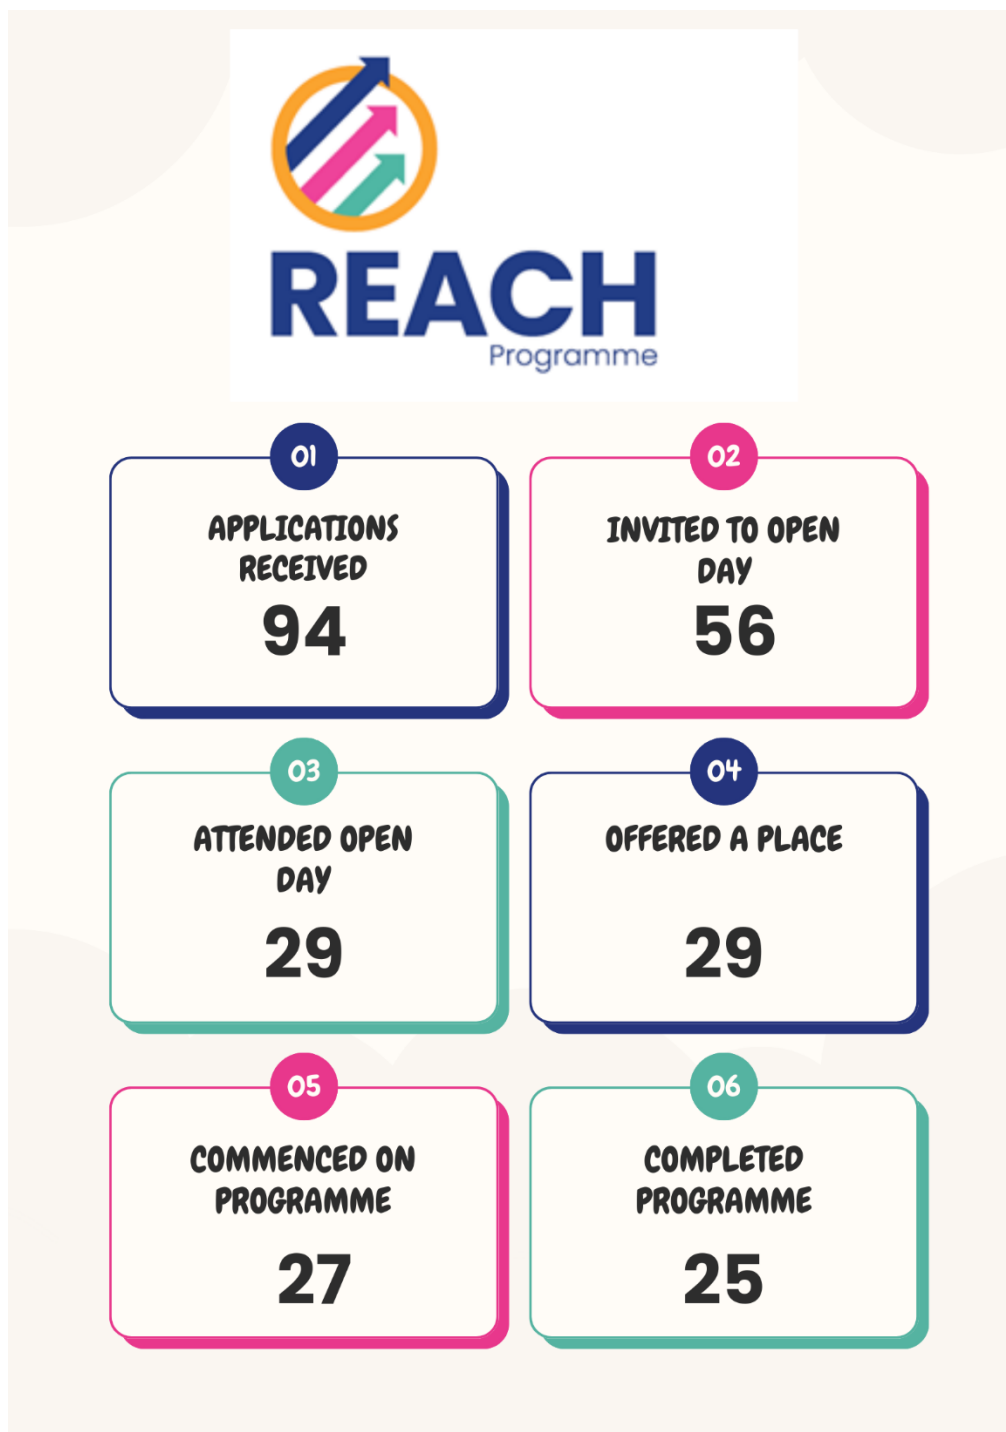 REACH
Programme
01
APPLICATIONS
RECEIVED
94
02
INVITED TO OPEN
DAY
56
03
ATTENDED OPEN
DAY
29
04
OFFERED A PLACE
29
05
COMMENCED ON
PROGRAMME
27
06
COMPLETED
PROGRAMME
25